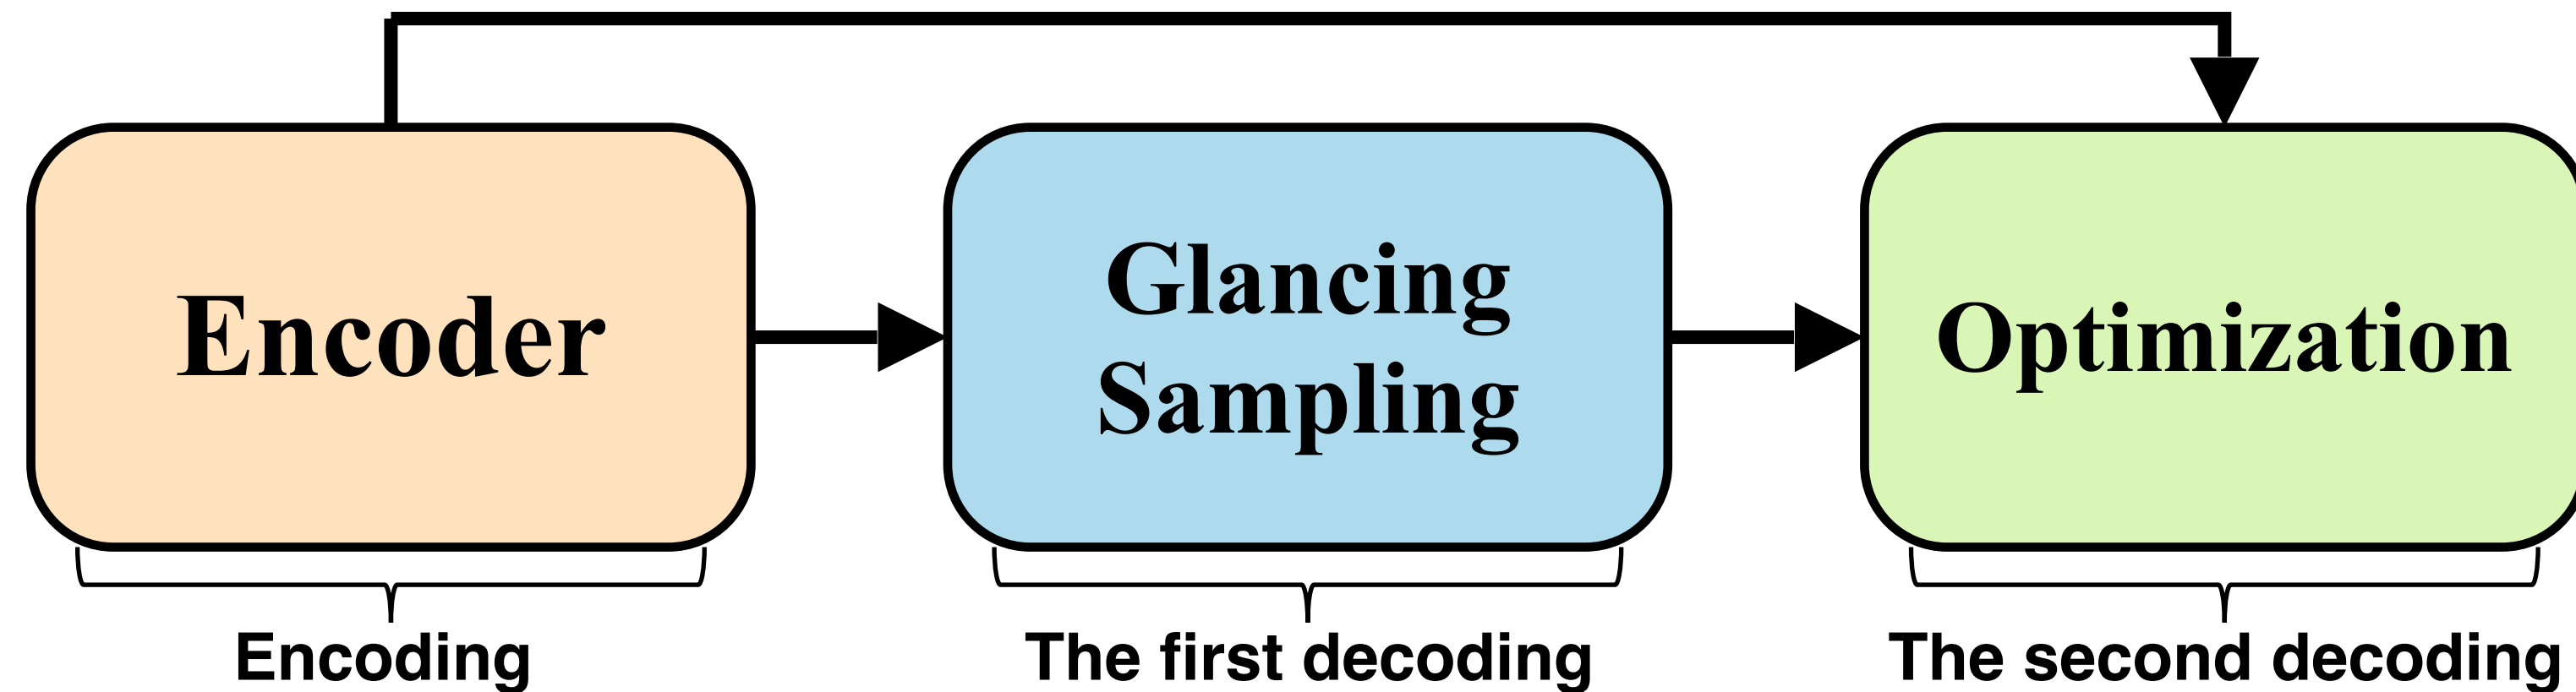 Encoder
Glancing
Sampling
Optimization
Encoding
The first decoding
The second decoding